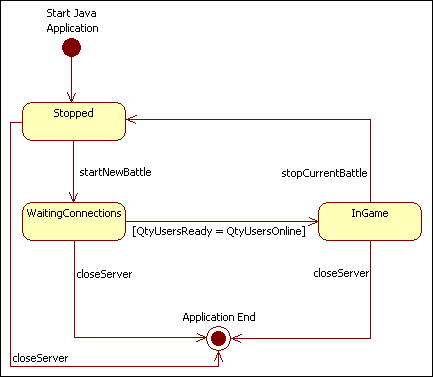 Start Java
Application
Stopped
startNewBattle
stopCurrentBattle
WaitingConnections
[QtyUsersReady = QtyUsersOnline]
InGame
closeServer
closeServer
Application End
closeServer